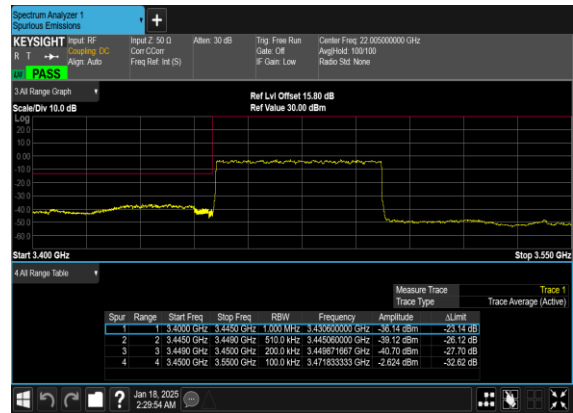 Spectrum Analyzer 1
Spurious Emissions
KEYSIGHT Input: RF Input Z: 50 Ω Atten: 30 dB Trig: Free Run Center Freq: 22.005000000 GHz
R T Coupling: DC Corr CCorr Gate: Off Avg|Hold: 100/100
Align: Auto Freq Ref: Int (S) IF Gain: Low Radio Std: None
LXI PASS
3 All Range Graph Ref Lvl Offset 15.80 dB
Scale/Div 10.0 dB Ref Value 30.00 dBm
Log
20.0
10.0
0.00
-10.0
-20.0
-30.0
-40.0
-50.0
-60.0
Start 3.400 GHz Stop 3.550 GHz
4 All Range Table
Measure Trace Trace 1
Trace Type Trace Average (Active)
Spur Range Start Freq Stop Freq RBW Frequency Amplitude ΔLimit
1 1 3.4000 GHz 3.4450 GHz 1.000 MHz 3.430600000 GHz -36.14 dBm -23.14 dB
2 2 3.4450 GHz 3.4490 GHz 510.0 kHz 3.445060000 GHz -39.12 dBm -26.12 dB
3 3 3.4490 GHz 3.4500 GHz 200.0 kHz 3.449871667 GHz -40.70 dBm -27.70 dB
4 4 3.4500 GHz 3.5500 GHz 100.0 kHz 3.471833333 GHz -2.624 dBm -32.62 dB
Jan 18, 2025
2:29:54 AM